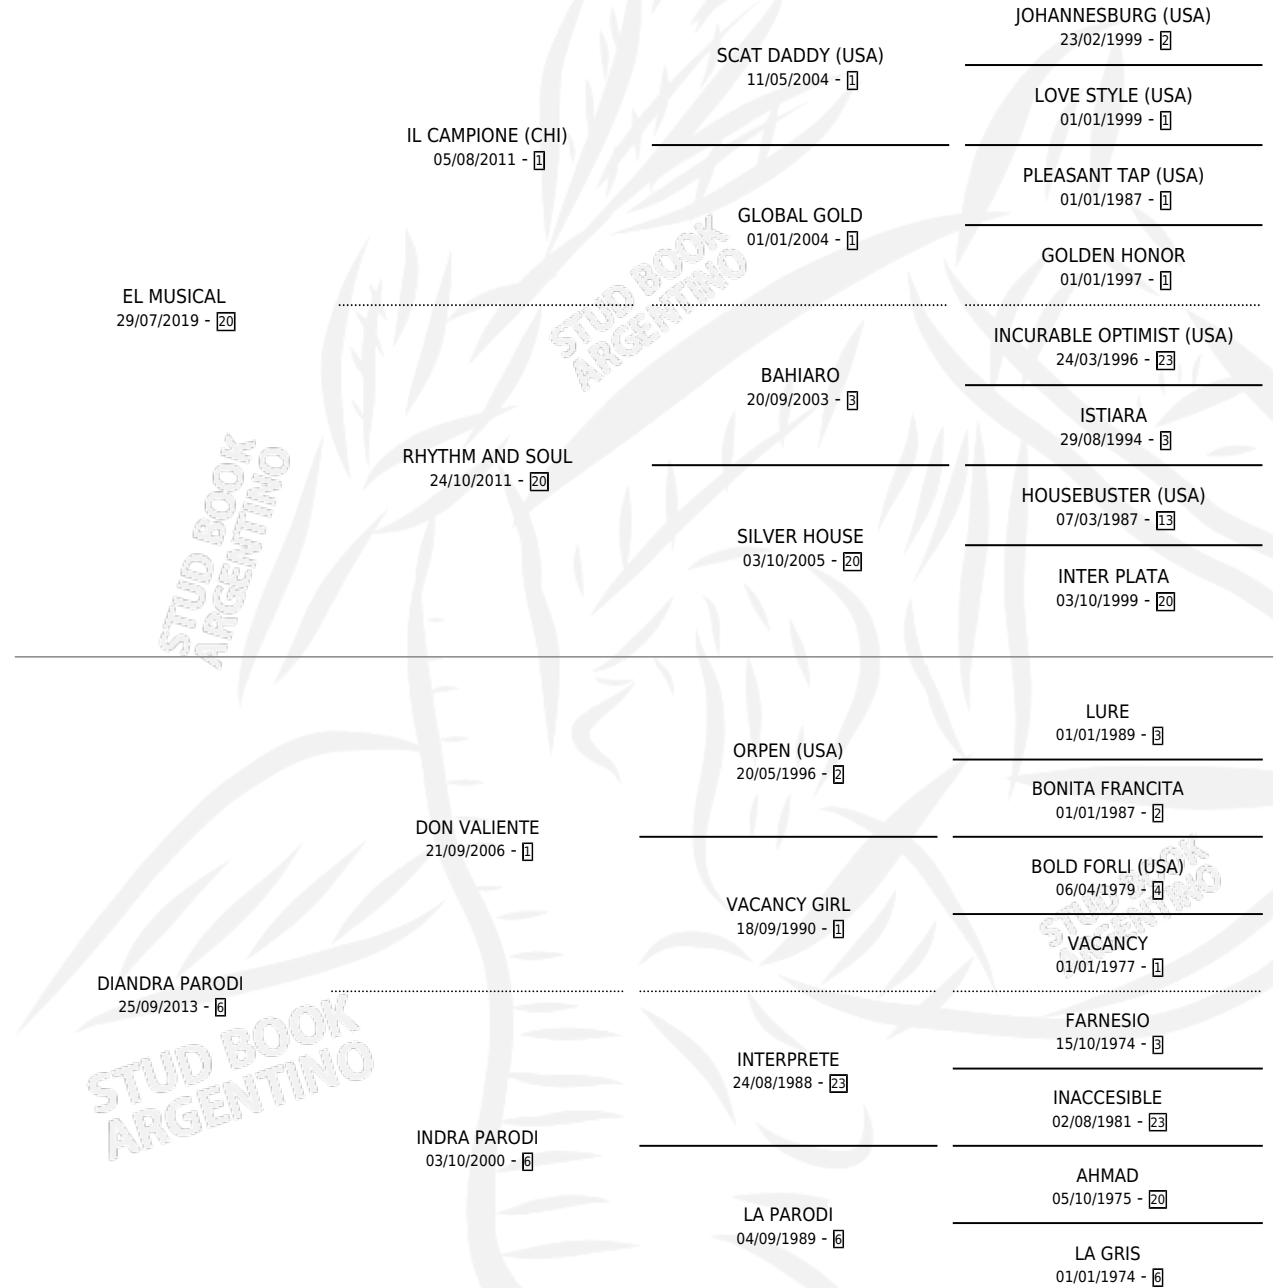 JOHANNESBURG (USA)
23/02/1999 - 2
SCAT DADDY (USA)
11/05/2004 - 1
LOVE STYLE (USA)
01/01/1999 - 1
IL CAMPIONE (CHI)
05/08/2011 - 1
PLEASANT TAP (USA)
01/01/1987 - 1
GLOBAL GOLD
01/01/2004 - 1
GOLDEN HONOR
01/01/1997 - 1
EL MUSICAL
29/07/2019 - 20
INCURABLE OPTIMIST (USA)
24/03/1996 - 23
BAHIARO
20/09/2003 - 3
ISTIARA
29/08/1994 - 3
RHYTHM AND SOUL
24/10/2011 - 20
HOUSEBUSTER (USA)
07/03/1987 - 13
SILVER HOUSE
03/10/2005 - 20
INTER PLATA
03/10/1999 - 20
LURE
01/01/1989 - 3
ORPEN (USA)
20/05/1996 - 2
BONITA FRANCITA
01/01/1987 - 2
DON VALIENTE
21/09/2006 - 1
BOLD FORLI (USA)
06/04/1979 - 4
VACANCY GIRL
18/09/1990 - 1
VACANCY
01/01/1977 - 1
DIANDRA PARODI
25/09/2013 - 6
FARNESIO
15/10/1974 - 3
INTERPRETE
24/08/1988 - 23
INACCESIBLE
02/08/1981 - 23
INDRA PARODI
03/10/2000 - 6
AHMAD
05/10/1975 - 20
LA PARODI
04/09/1989 - 6
LA GRIS
01/01/1974 - 6
STUD BOOK
ARGENTINO
STUD BOOK
ARGENTINO
STUD BOOK
ARGENTINO
STUD BOOK
ARGENTINO